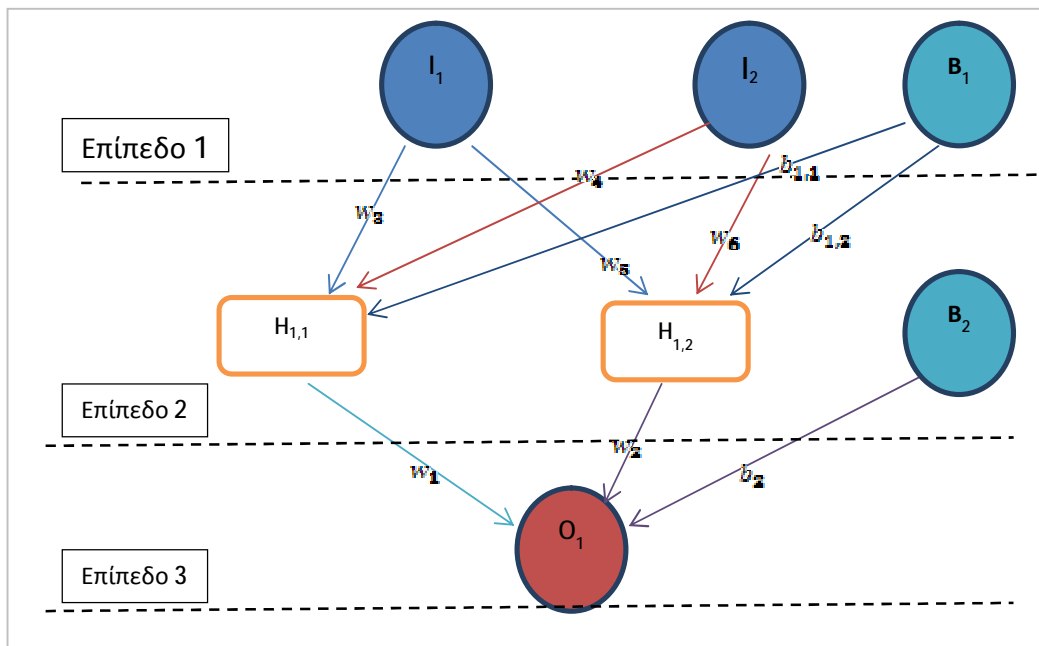 I₁
I₂
B₁
Επίπεδο 1
b₁,₁
w₄
w₃
w₆
b₁,₂
w₅
H₁,₁
H₁,₂
B₂
Επίπεδο 2
w₁
w₂
b₂
O₁
Επίπεδο 3